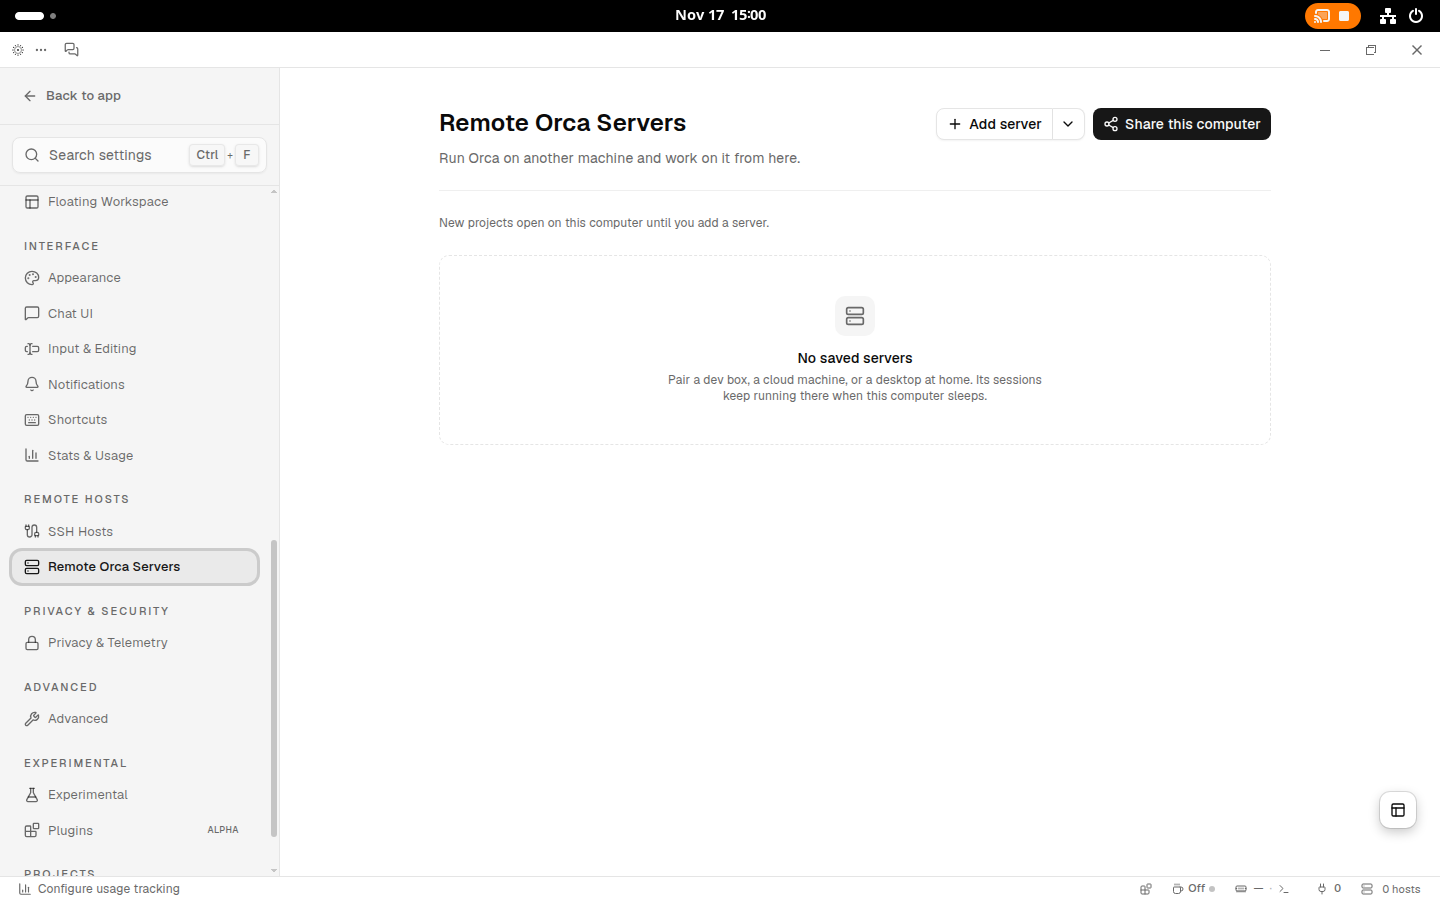 Nov 17 15:00
Back to app
Search settings Ctrl + F
Floating Workspace
INTERFACE
Appearance
Chat UI
Input & Editing
Notifications
Shortcuts
Stats & Usage
REMOTE HOSTS
SSH Hosts
Remote Orca Servers
PRIVACY & SECURITY
Privacy & Telemetry
ADVANCED
Advanced
EXPERIMENTAL
Experimental
Plugins ALPHA
PROJECTS
Remote Orca Servers
Add server
Share this computer
Run Orca on another machine and work on it from here.
New projects open on this computer until you add a server.
No saved servers
Pair a dev box, a cloud machine, or a desktop at home. Its sessions
keep running there when this computer sleeps.
Configure usage tracking
Off
— ·
0
0 hosts